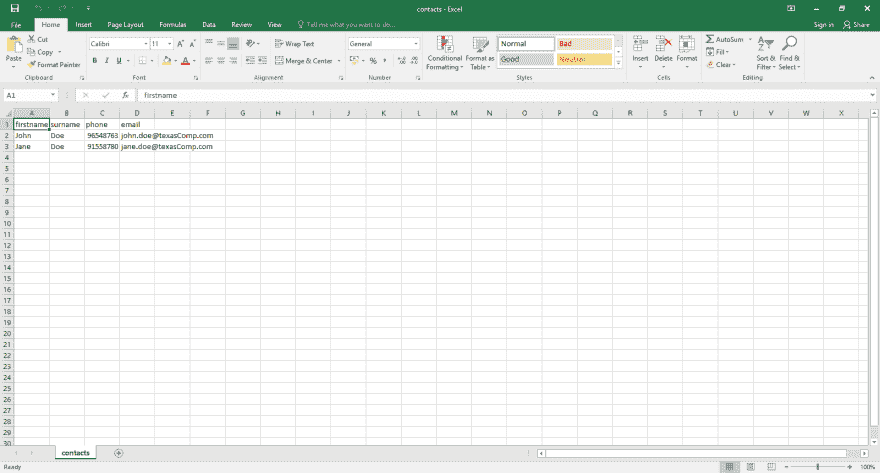 contacts - Excel
File Home Insert Page Layout Formulas Data Review View Tell me what you want to do... Sign in Share
Cut
Copy
Format Painter
Paste
Clipboard
Calibri 11
B I U
Font
Wrap Text
Merge & Center
Alignment
General
% ,
Number
Conditional Formatting
Format as Table
Normal Bad
Good Neutral
Styles
Insert Delete Format
Cells
AutoSum
Fill
Clear
Sort & Filter
Find & Select
Editing
A1 fx firstname
A B C D E F G H I J K L M N O P Q R S T U V W X
1 firstname surname phone email
2 John Doe 96548763 john.doe@texasComp.com
3 Jane Doe 91558780 jane.doe@texasComp.com
4
5
6
7
8
9
10
11
12
13
14
15
16
17
18
19
20
21
22
23
24
25
26
27
28
29
30
contacts
Ready 100%